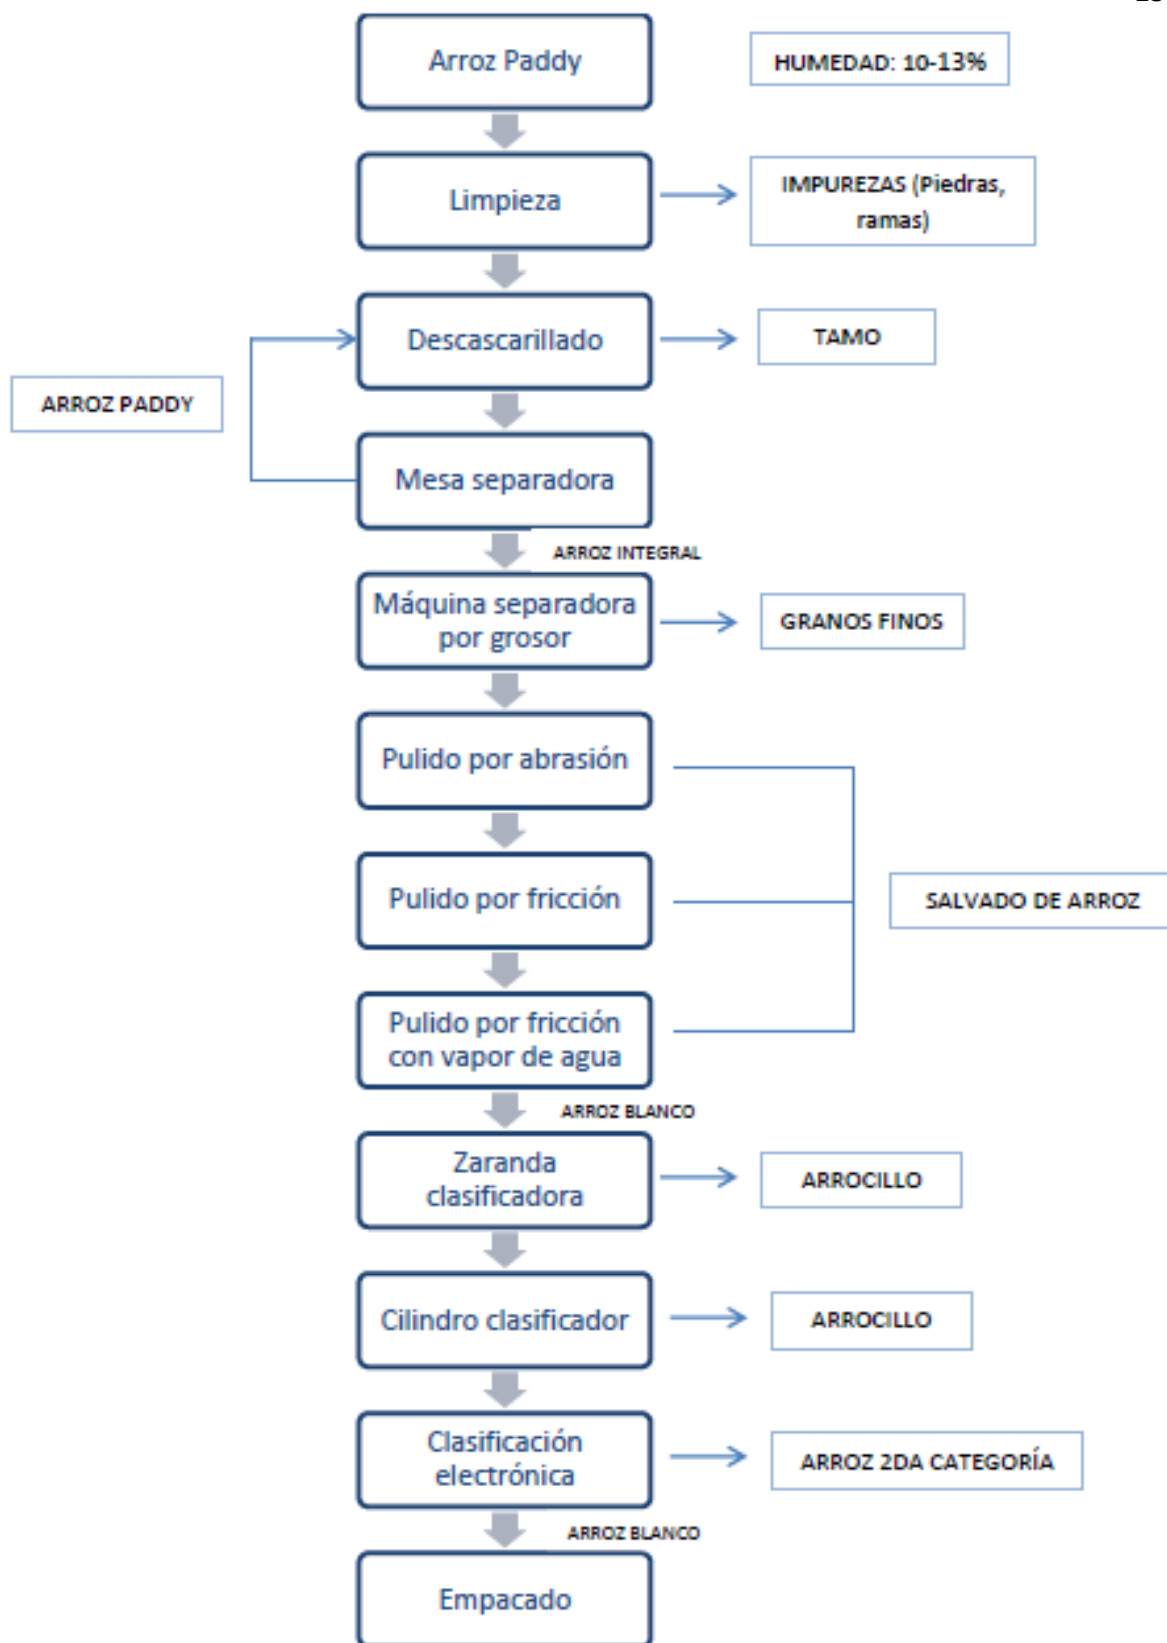 Arroz Paddy
HUMEDAD: 10-13%
Limpieza
IMPUREZAS (Piedras,
ramas)
Descascarillado
TAMO
ARROZ PADDY
Mesa separadora
ARROZ INTEGRAL
Máquina separadora
por grosor
GRANOS FINOS
Pulido por abrasión
Pulido por fricción
SALVADO DE ARROZ
Pulido por fricción
con vapor de agua
ARROZ BLANCO
Zaranda
clasificadora
ARROCILLO
Cilindro clasificador
ARROCILLO
Clasificación
electrónica
ARROZ 2DA CATEGORÍA
ARROZ BLANCO
Empacado